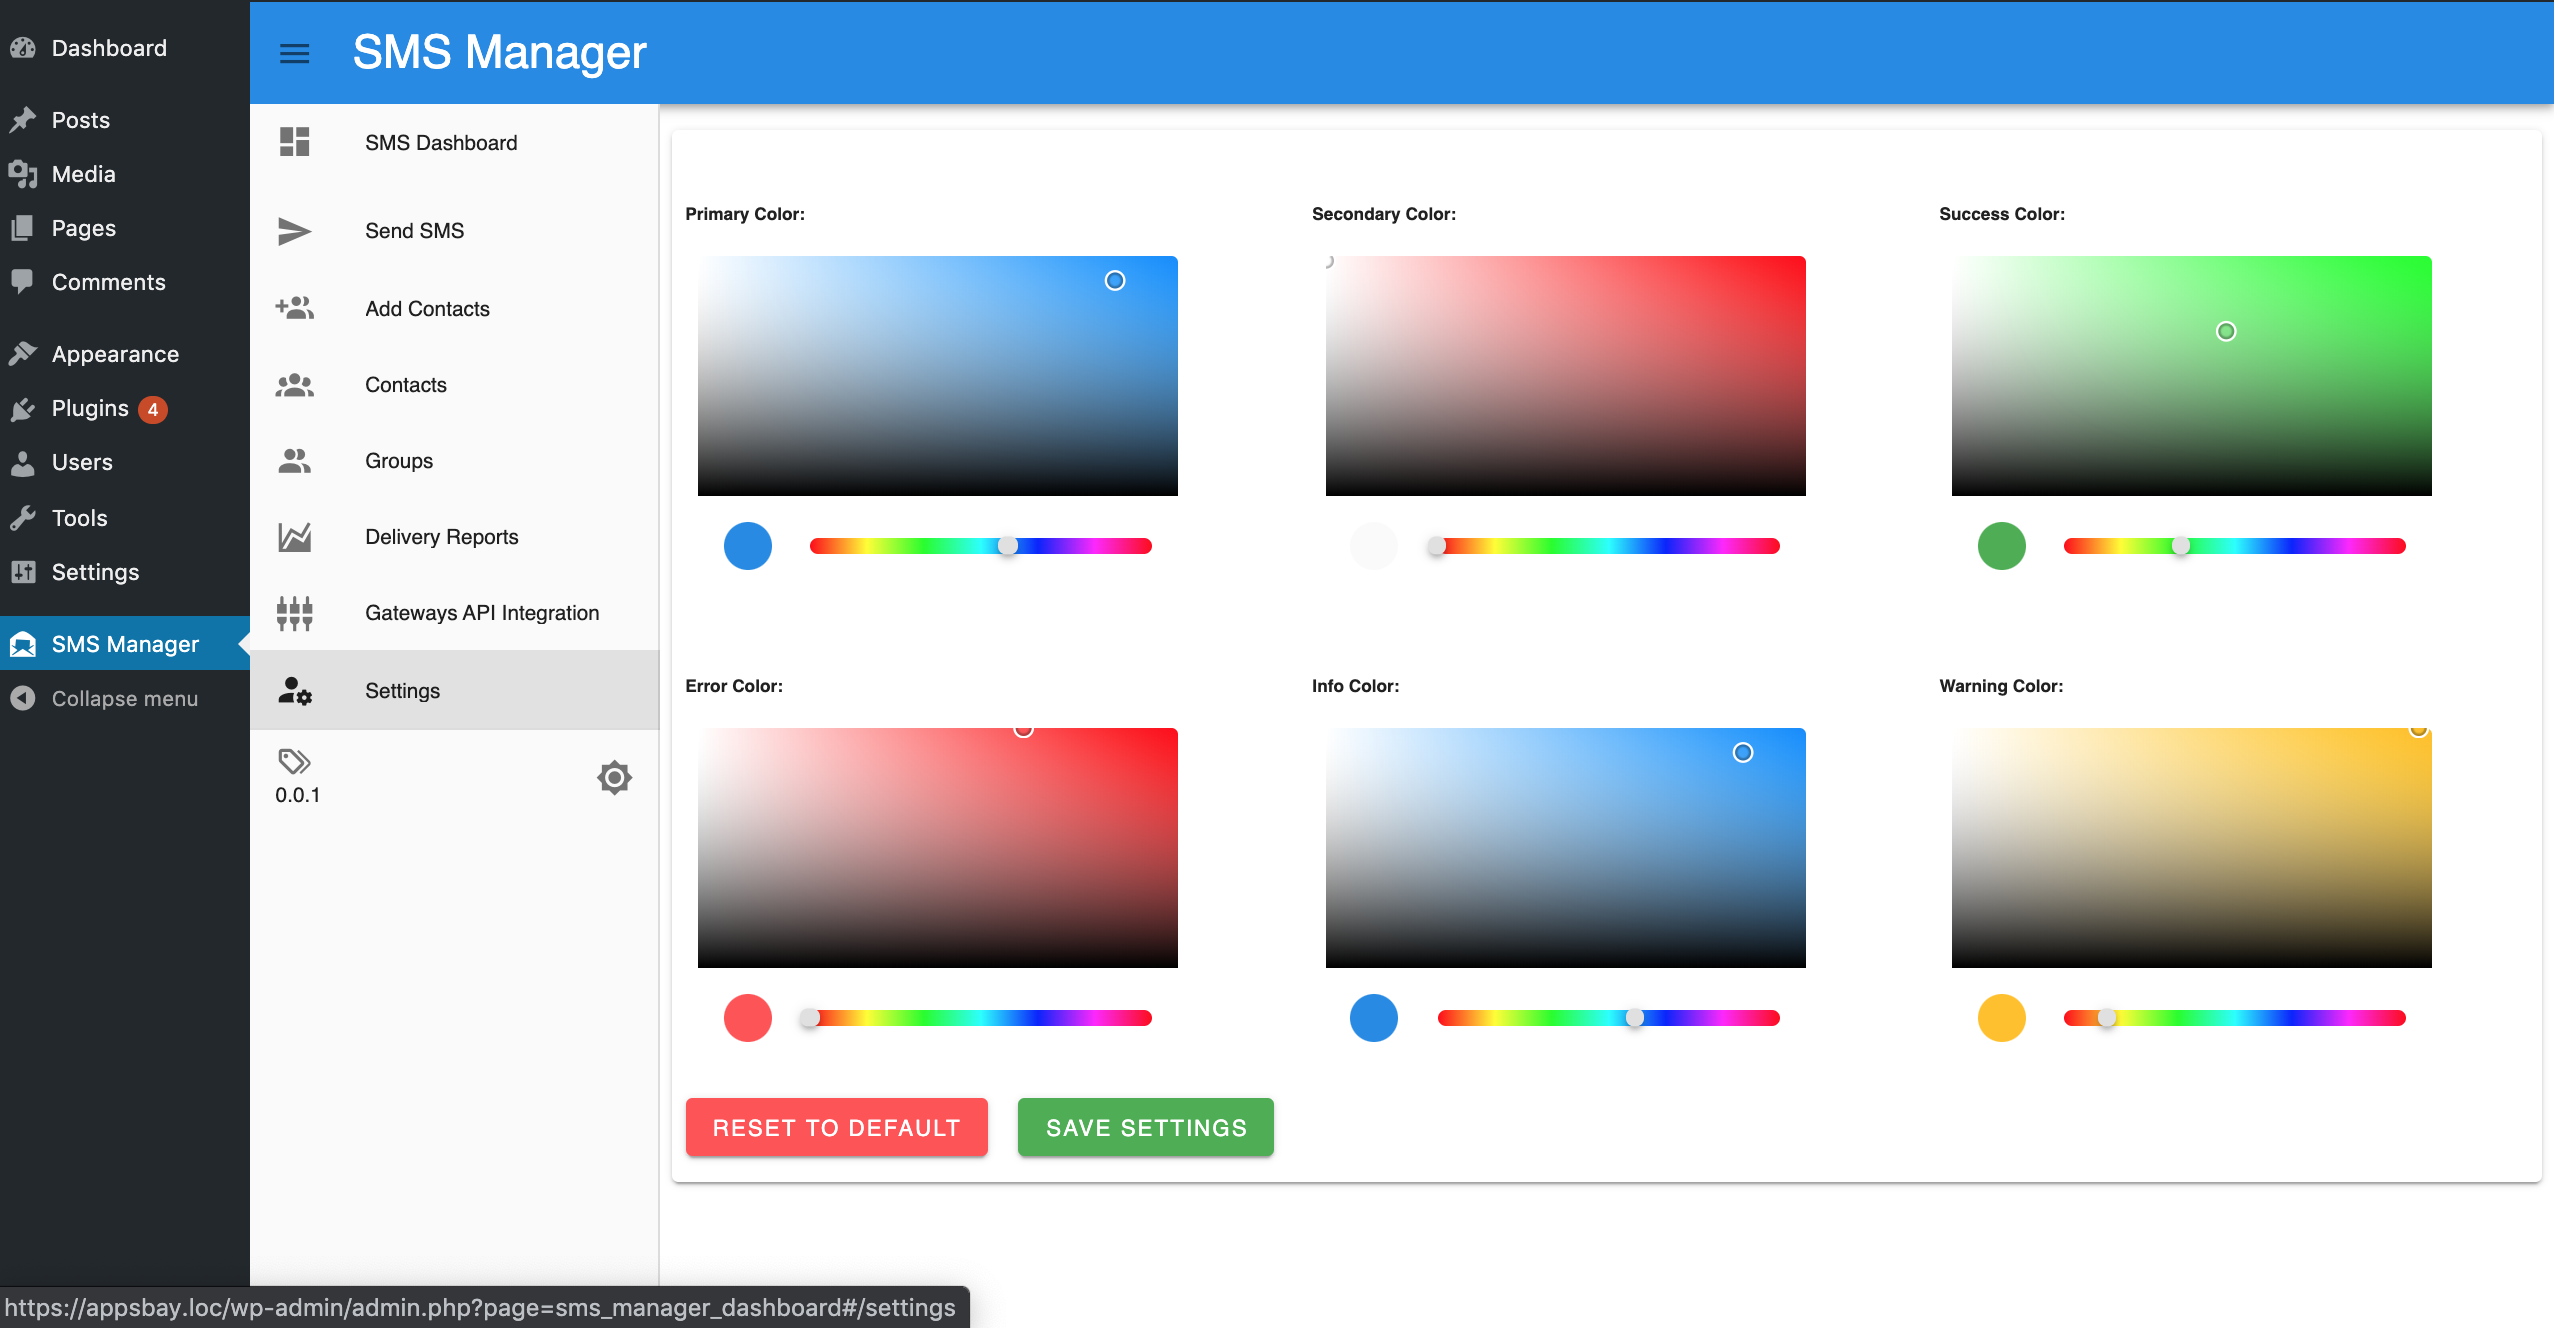 Dashboard
Posts
Media
Pages
Comments
Appearance
Plugins 4
Users
Tools
Settings
SMS Manager
Collapse menu
SMS Manager
SMS Dashboard
Send SMS
Add Contacts
Contacts
Groups
Delivery Reports
Gateways API Integration
Settings
0.0.1
Primary Color:
Secondary Color:
Success Color:
Error Color:
Info Color:
Warning Color:
RESET TO DEFAULT
SAVE SETTINGS
https://appsbay.loc/wp-admin/admin.php?page=sms_manager_dashboard#/settings